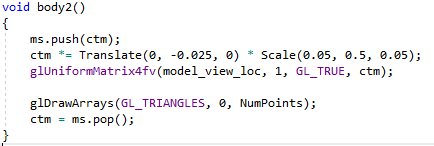 void body2()
{
ms.push(ctm);
ctm *= Translate(0, -0.025, 0) * Scale(0.05, 0.5, 0.05);
glUniformMatrix4fv(model_view_loc, 1, GL_TRUE, ctm);
glDrawArrays(GL_TRIANGLES, 0, NumPoints);
ctm = ms.pop();
}